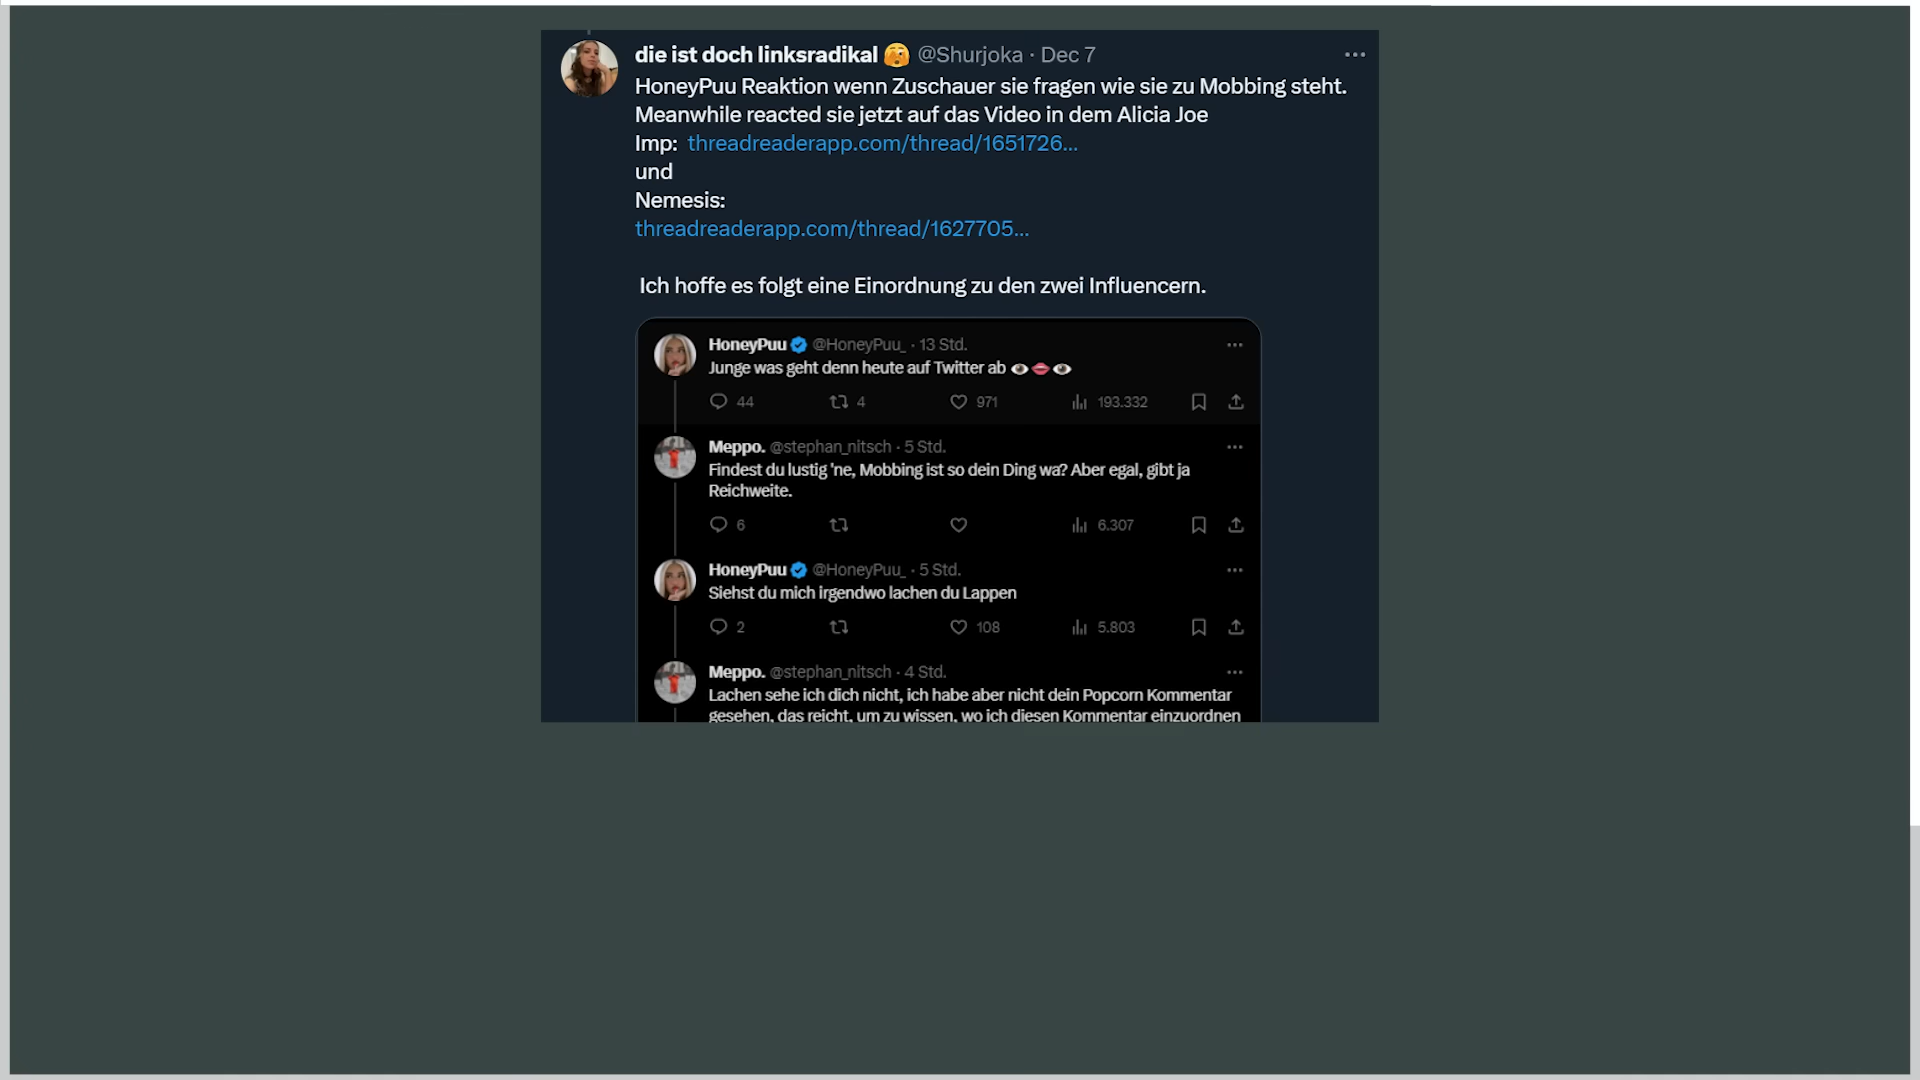 die ist doch linksradikal 🫣 @Shurjoka · Dec 7
HoneyPuu Reaktion wenn Zuschauer sie fragen wie sie zu Mobbing steht.
Meanwhile reacted sie jetzt auf das Video in dem Alicia Joe
Imp: threadreaderapp.com/thread/1651726...
und
Nemesis:
threadreaderapp.com/thread/1627705...
Ich hoffe es folgt eine Einordnung zu den zwei Influencern.
HoneyPuu @HoneyPuu_ · 13 Std.
Junge was geht denn heute auf Twitter ab 👁️👄👁️
44 4 971 193.332
Meppo. @stephan_nitsch · 5 Std.
Findest du lustig 'ne, Mobbing ist so dein Ding wa? Aber egal, gibt ja
Reichweite.
6 6.307
HoneyPuu @HoneyPuu_ · 5 Std.
Siehst du mich irgendwo lachen du Lappen
2 108 5.803
Meppo. @stephan_nitsch · 4 Std.
Lachen sehe ich dich nicht, ich habe aber nicht dein Popcorn Kommentar
gesehen, das reicht, um zu wissen, wo ich diesen Kommentar einzuordnen